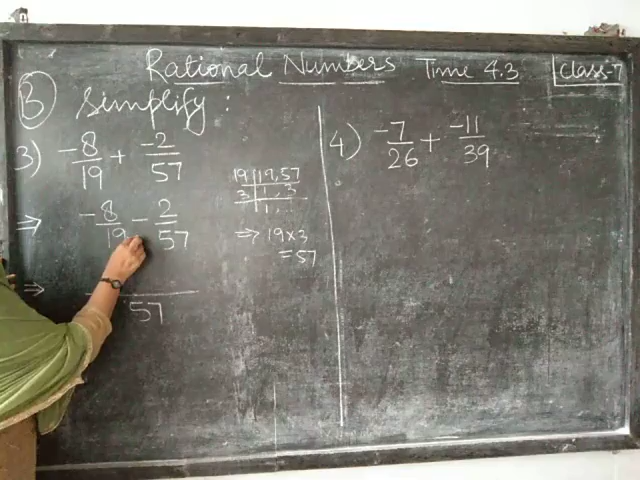 Rational Numbers Time 4.3 Class-7
B Simplify:
3) -8/19 + -2/57
⇒ -8/19 - 2/57
⇒ /57
19 | 19, 57
3 | 1, 3
1, 
⇒ 19×3
=57
4) -7/26 + -11/39